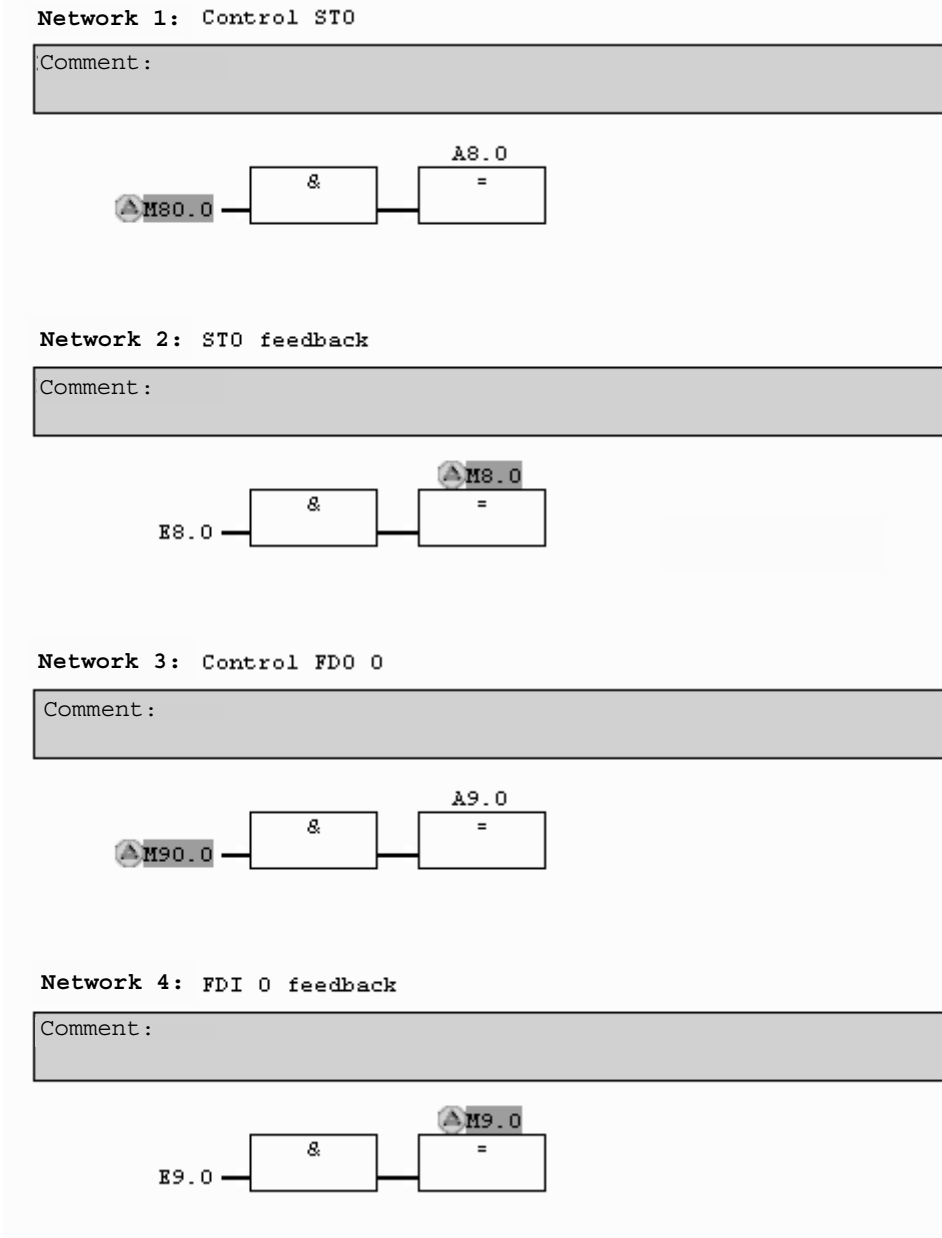 Network 1: Control STO
Comment:
A8.0
& =
M80.0
Network 2: STO feedback
Comment:
M8.0
& =
E8.0
Network 3: Control FDO 0
Comment:
A9.0
& =
M90.0
Network 4: FDI 0 feedback
Comment:
M9.0
& =
E9.0